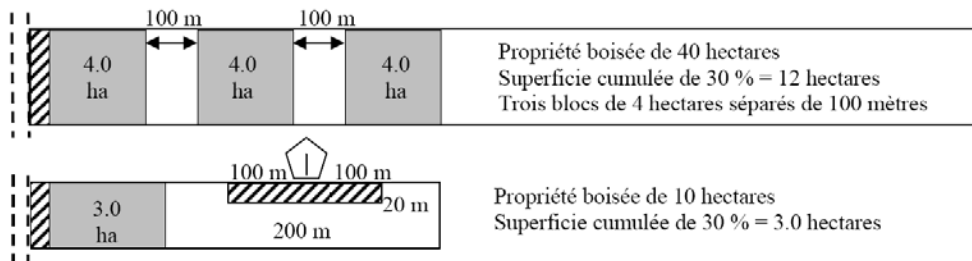 100 m 100 m
4.0
ha
4.0
ha
4.0
ha
Propriété boisée de 40 hectares
Superficie cumulée de 30 % = 12 hectares
Trois blocs de 4 hectares séparés de 100 mètres
100 m 100 m
20 m
200 m
3.0
ha
Propriété boisée de 10 hectares
Superficie cumulée de 30 % = 3.0 hectares